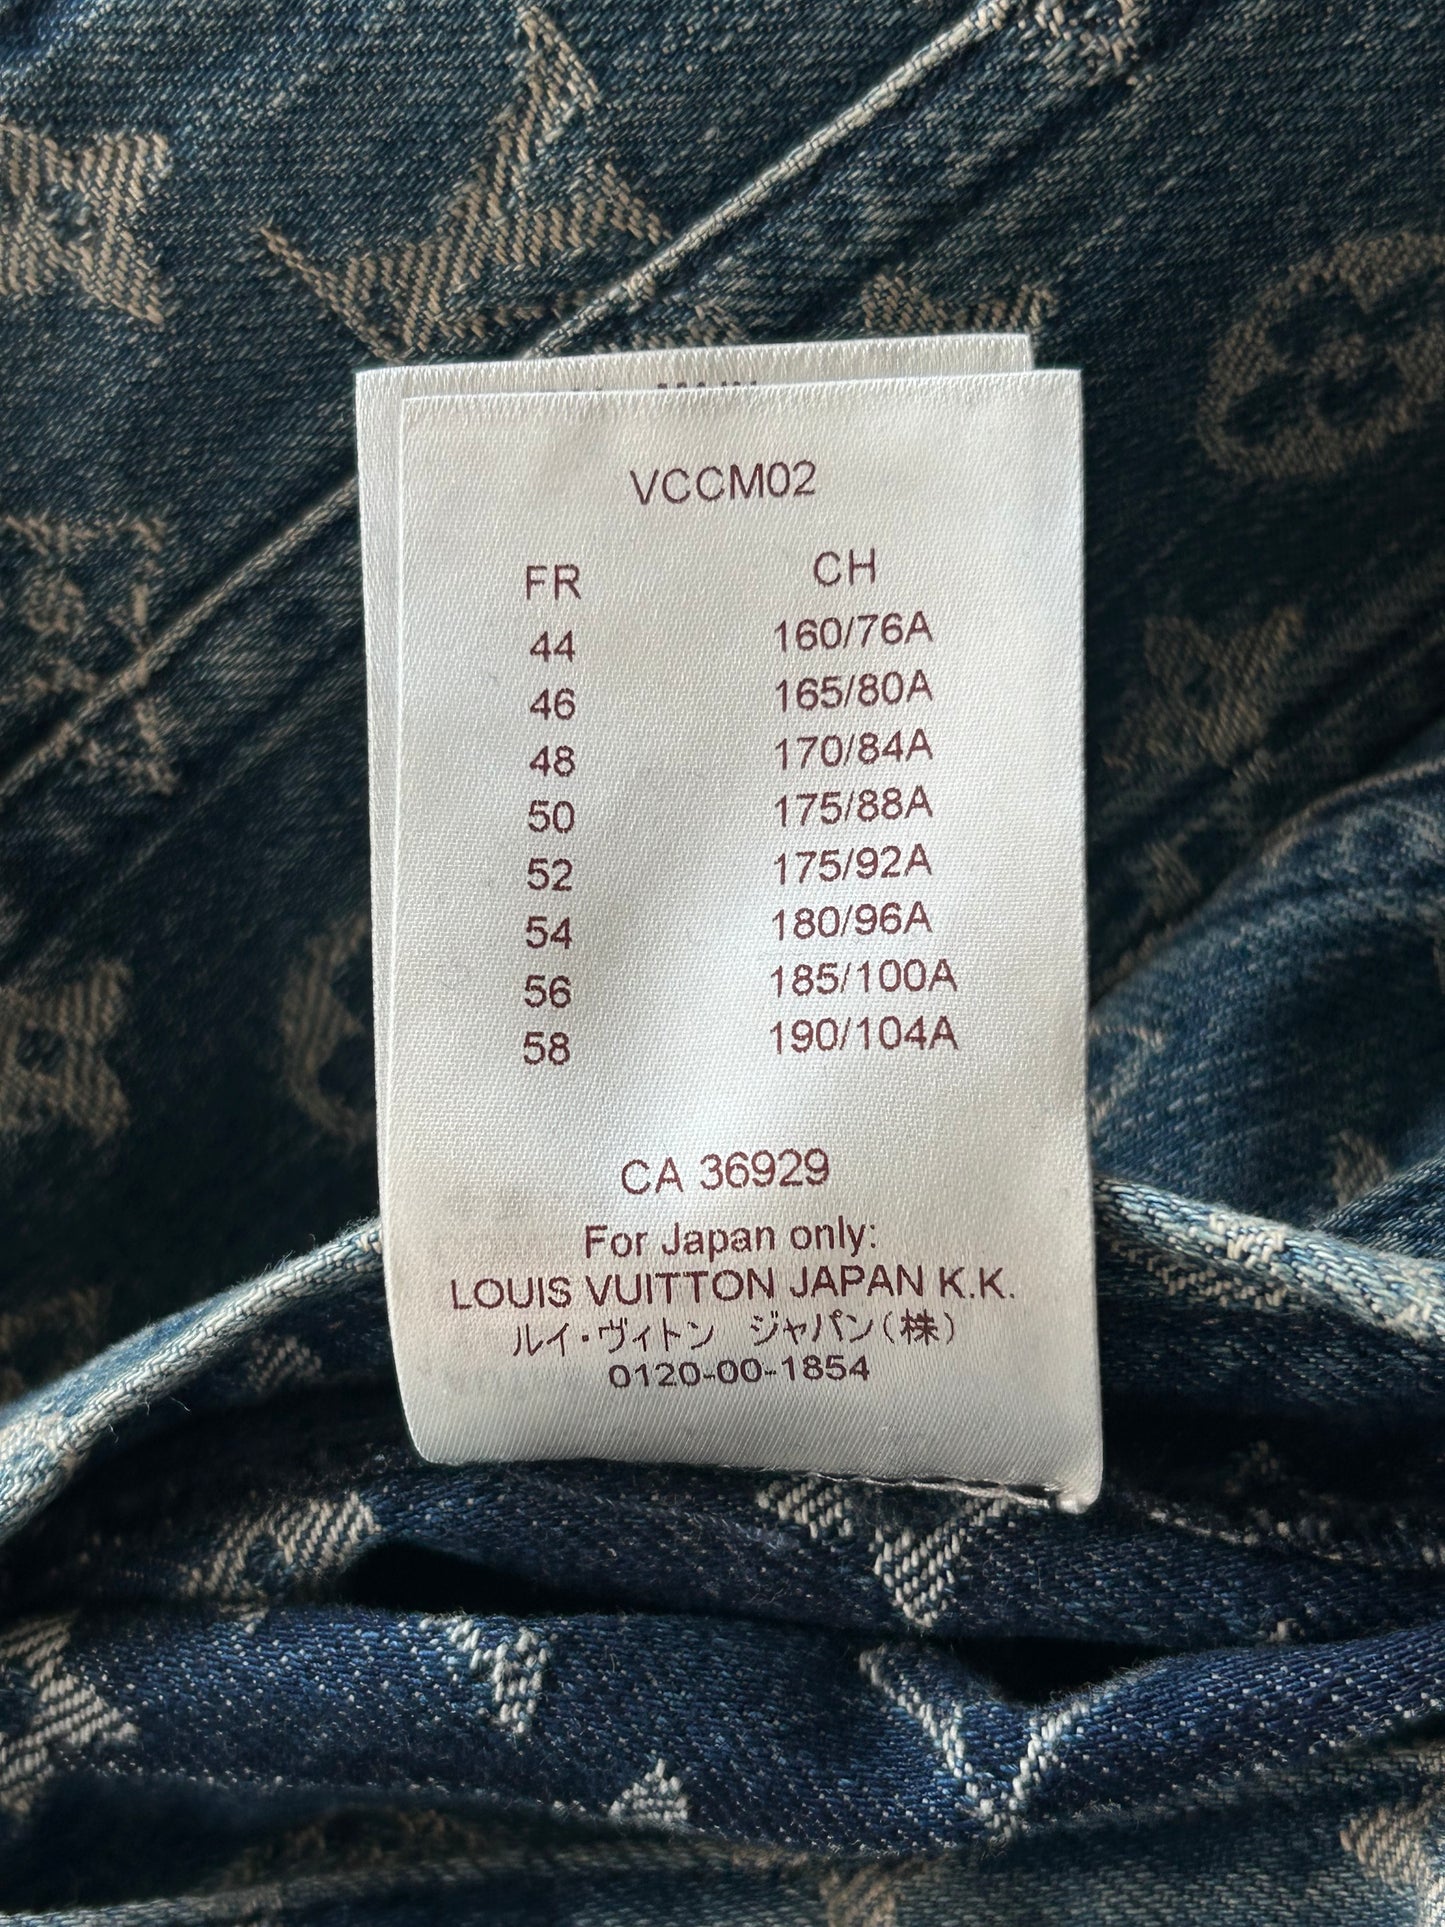 VCCM02
FR CH
44 160/76A
46 165/80A
48 170/84A
50 175/88A
52 175/92A
54 180/96A
56 185/100A
58 190/104A
CA 36929
For Japan only:
LOUIS VUITTON JAPAN K.K.
ルイ・ヴィトン ジャパン(株)
0120-00-1854